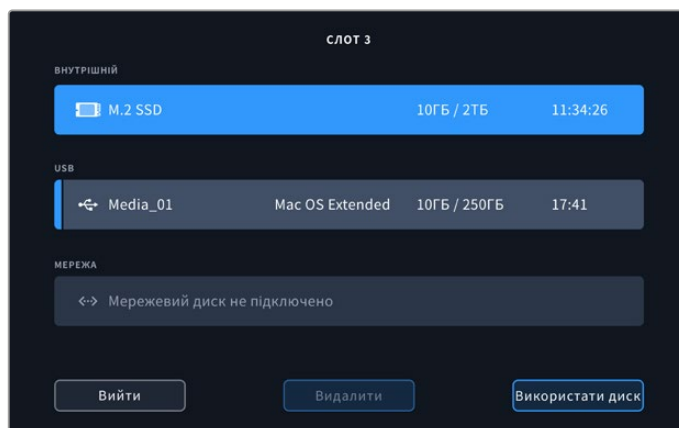 СЛОТ 3
ВНУТРІШНІЙ
M.2 SSD 10ГБ / 2ТБ 11:34:26
USB
Media_01 Mac OS Extended 10ГБ / 250ГБ 17:41
МЕРЕЖА
Мережевий диск не підключено
Вийти Видалити Використати диск